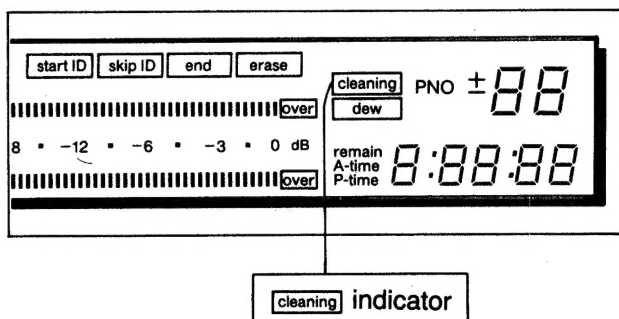 start ID skip ID end erase
cleaning PNO ±88
over dew
8 • -12 • -6 • -3 • 0 dB
remain
A-time 8:88:88
P-time
over
cleaning indicator